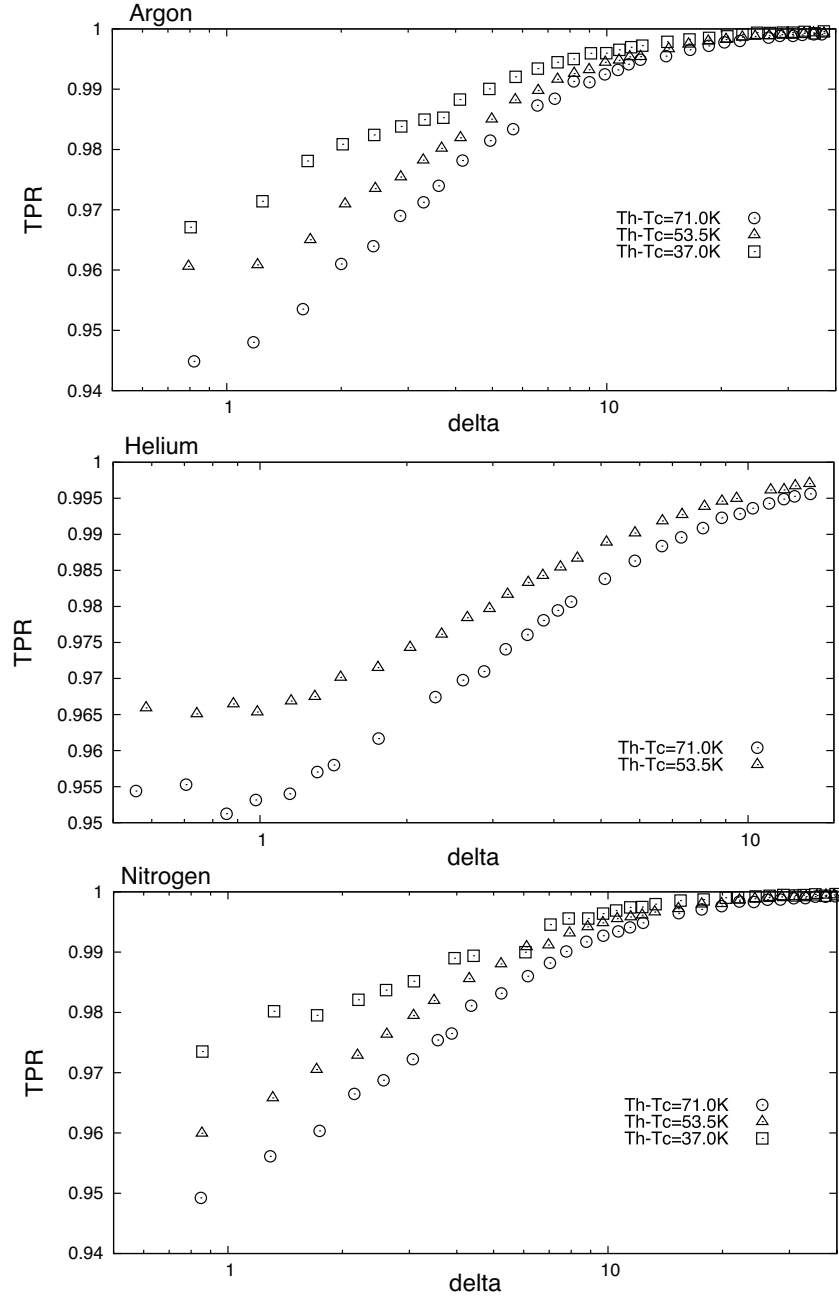 Argon
1
0.99
0.98
0.97
0.96
0.95
0.94
TPR
Th-Tc=71.0K
Th-Tc=53.5K
Th-Tc=37.0K
1 10
delta
Helium
1
0.995
0.99
0.985
0.98
0.975
0.97
0.965
0.96
0.955
0.95
TPR
Th-Tc=71.0K
Th-Tc=53.5K
1 10
delta
Nitrogen
1
0.99
0.98
0.97
0.96
0.95
0.94
TPR
Th-Tc=71.0K
Th-Tc=53.5K
Th-Tc=37.0K
1 10
delta